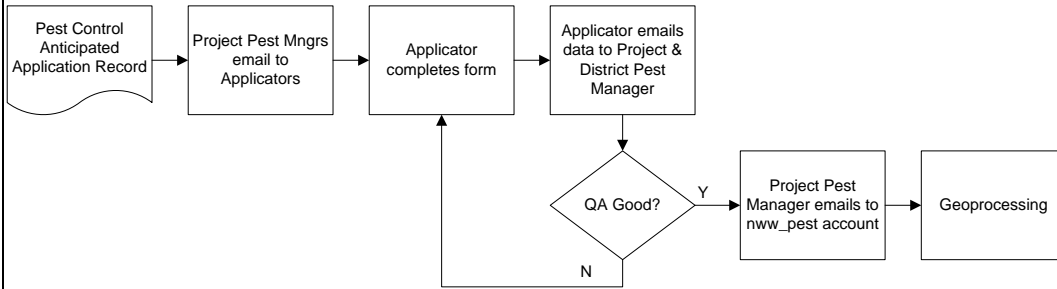 Pest Control
Anticipated
Application Record
Project Pest Mngrs
email to
Applicators
Applicator
completes form
Applicator emails
data to Project &
District Pest
Manager
QA Good?
Y
N
Project Pest
Manager emails to
nww_pest account
Geoprocessing